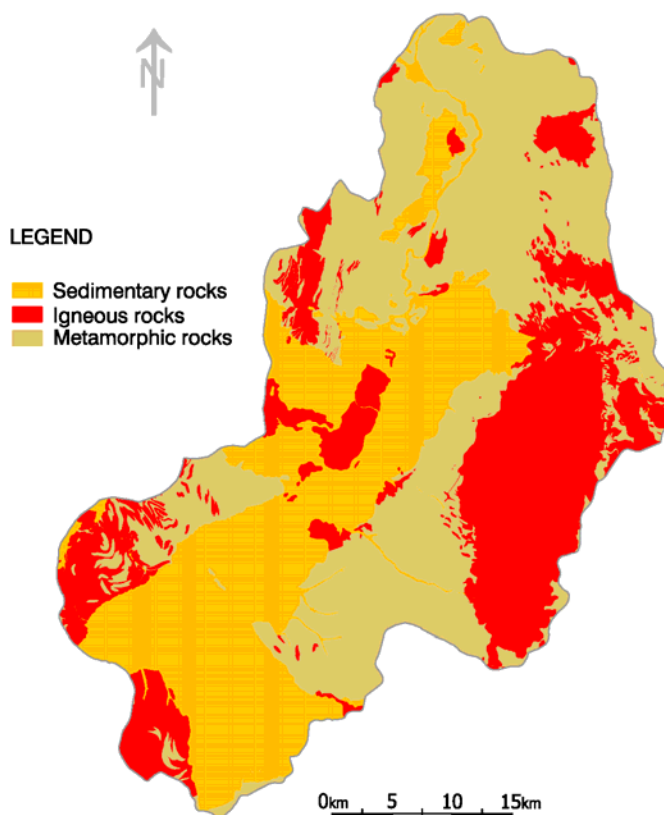 N
LEGEND
Sedimentary rocks
Igneous rocks
Metamorphic rocks
0km 5 10 15km